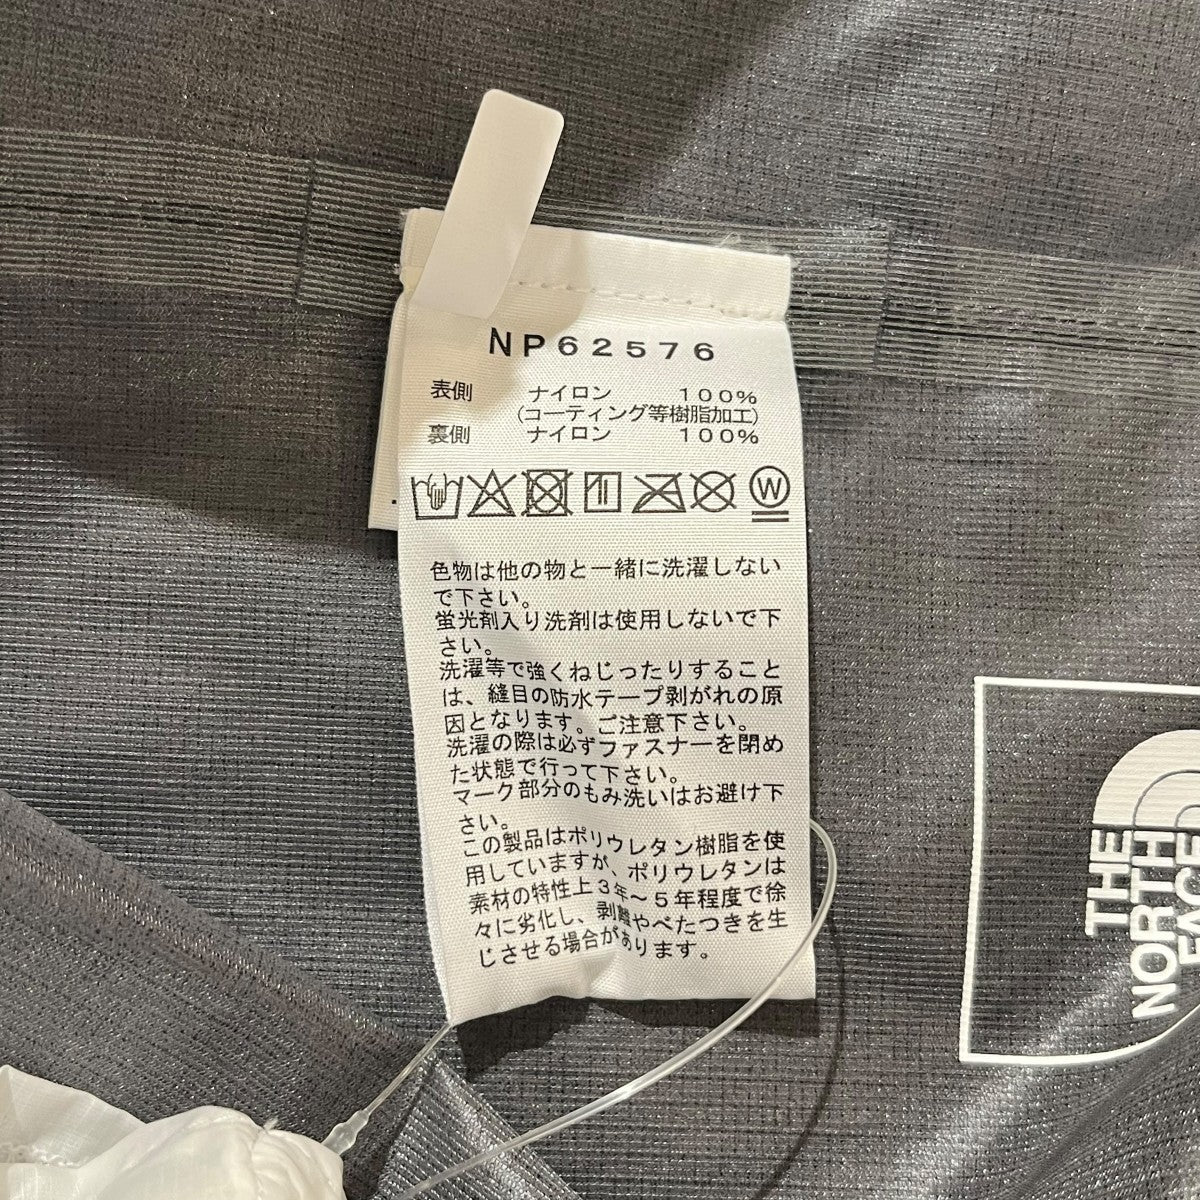 NP62576
表側 ナイロン 100%
(コーティング等樹脂加工)
裏側 ナイロン 100%
W
色物は他の物と一緒に洗濯しない
で下さい。
蛍光剤入り洗剤は使用しないで下
さい。
洗濯等で強くねじったりすること
は、縫目の防水テープ剥がれの原
因となります。ご注意下さい。
洗濯の際は必ずファスナーを閉め
た状態で行って下さい。
マーク部分のもみ洗いはお避け下
さい。
この製品はポリウレタン樹脂を使
用していますが、ポリウレタンは
素材の特性上3年～5年程度で徐
々に劣化し、剥離やべたつきを生
じさせる場合があります。
THE
NORTH
FACE